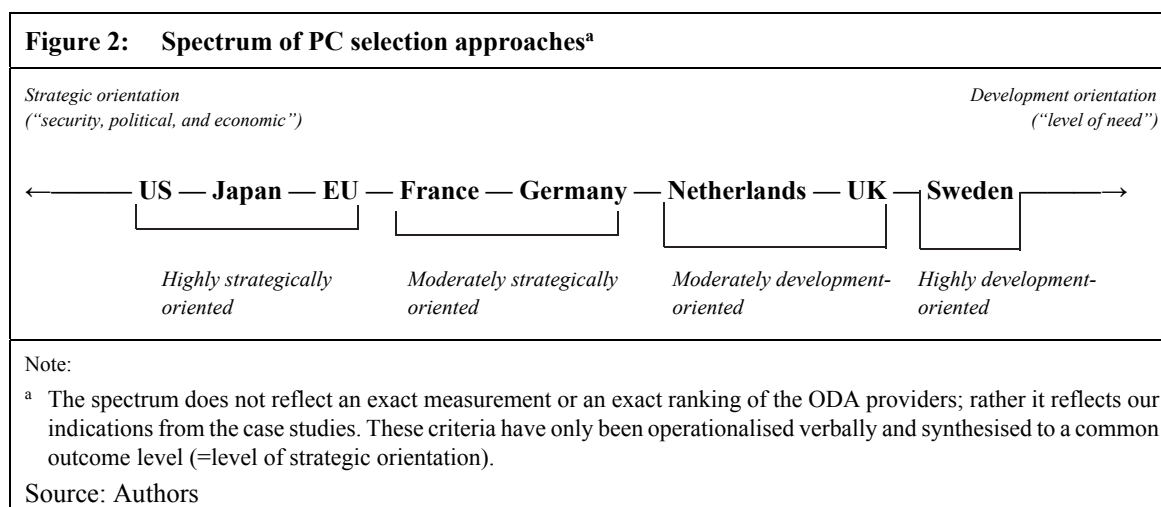 Figure 2: Spectrum of PC selection approachesᵃ
Strategic orientation
(“security, political, and economic”)
Development orientation
(“level of need”)
←———— US — Japan — EU — France — Germany — Netherlands — UK — Sweden————→
Highly strategically
oriented
Moderately strategically
oriented
Moderately development-
oriented
Highly development-
oriented
Note:
ᵃ The spectrum does not reflect an exact measurement or an exact ranking of the ODA providers; rather it reflects our
indications from the case studies. These criteria have only been operationalised verbally and synthesised to a common
outcome level (=level of strategic orientation).
Source: Authors